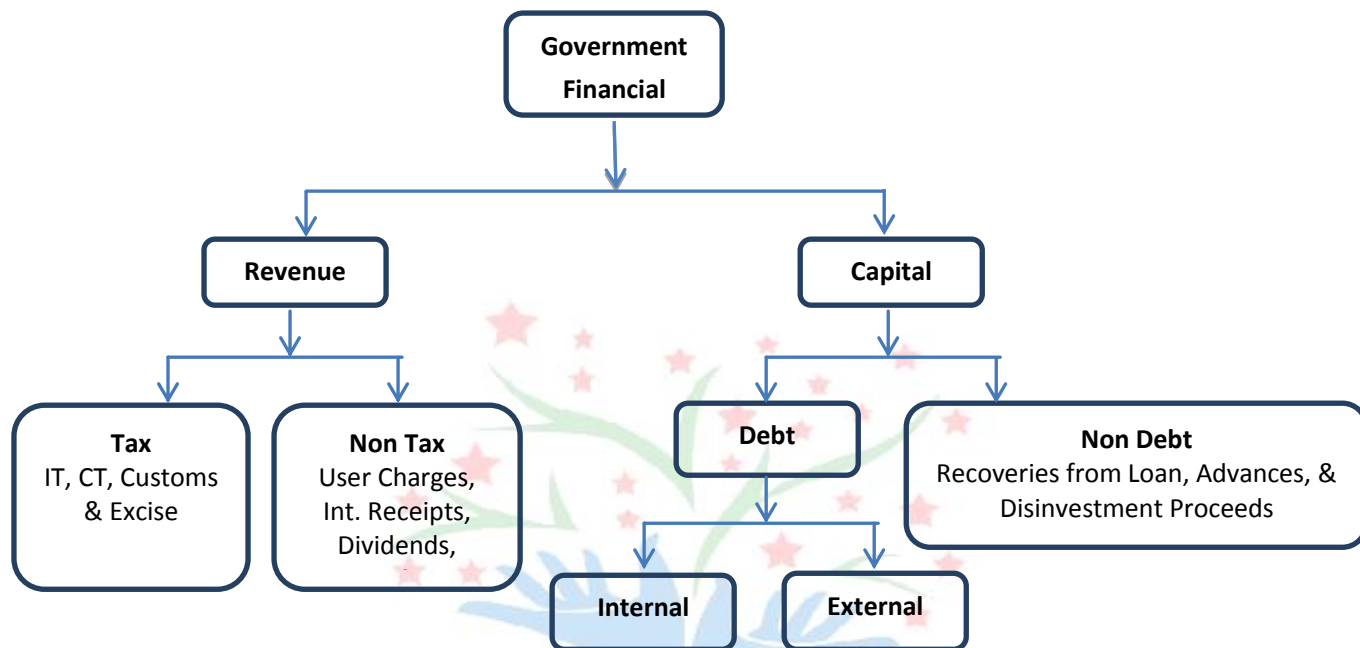 Government
Financial
Revenue
Capital
Tax
IT, CT, Customs
& Excise
Non Tax
User Charges,
Int. Receipts,
Dividends,
Debt
Non Debt
Recoveries from Loan, Advances, &
Disinvestment Proceeds
Internal
External